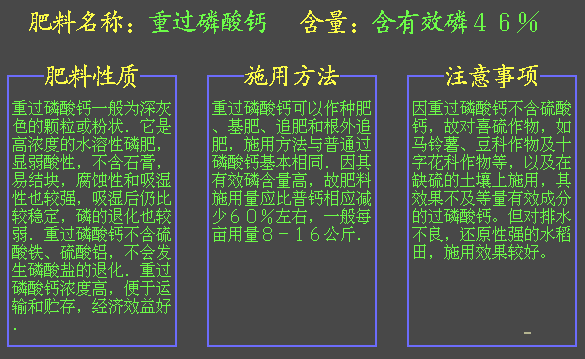 肥料名称：重过磷酸钙　含量：含有效磷４６％
肥料性质
重过磷酸钙一般为深灰
色的颗粒或粉状．它是
高浓度的水溶性磷肥，
显弱酸性，不含石膏，
易结块，腐蚀性和吸湿
性也较强，吸湿后仍比
较稳定，磷的退化也较
弱．重过磷酸钙不含硫
酸铁、硫酸铝，不会发
生磷酸盐的退化．重过
磷酸钙浓度高，便于运
输和贮存，经济效益好
．
施用方法
重过磷酸钙可以作种肥
、基肥、追肥和根外追
肥，施用方法与普通过
磷酸钙基本相同．因其
有效磷含量高，故肥料
施用量应比普钙相应减
少６０％左右，一般每
亩用量８－１６公斤．
注意事项
因重过磷酸钙不含硫酸
钙，故对喜硫作物，如
马铃薯、豆科作物及十
字花科作物等，以及在
缺硫的土壤上施用，其
效果不及等量有效成分
的过磷酸钙。但对排水
不良，还原性强的水稻
田，施用效果较好。